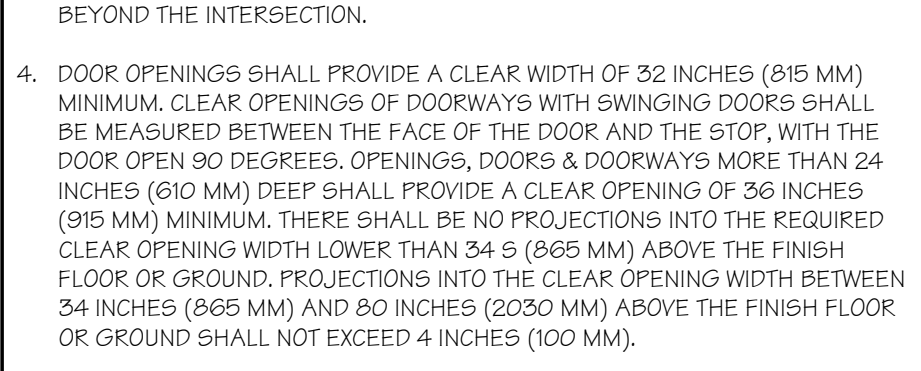 BEYOND THE INTERSECTION.
4. DOOR OPENINGS SHALL PROVIDE A CLEAR WIDTH OF 32 INCHES (815 MM)
MINIMUM. CLEAR OPENINGS OF DOORWAYS WITH SWINGING DOORS SHALL
BE MEASURED BETWEEN THE FACE OF THE DOOR AND THE STOP, WITH THE
DOOR OPEN 90 DEGREES. OPENINGS, DOORS & DOORWAYS MORE THAN 24
INCHES (610 MM) DEEP SHALL PROVIDE A CLEAR OPENING OF 36 INCHES
(915 MM) MINIMUM. THERE SHALL BE NO PROJECTIONS INTO THE REQUIRED
CLEAR OPENING WIDTH LOWER THAN 34 S (865 MM) ABOVE THE FINISH
FLOOR OR GROUND. PROJECTIONS INTO THE CLEAR OPENING WIDTH BETWEEN
34 INCHES (865 MM) AND 80 INCHES (2030 MM) ABOVE THE FINISH FLOOR
OR GROUND SHALL NOT EXCEED 4 INCHES (100 MM).